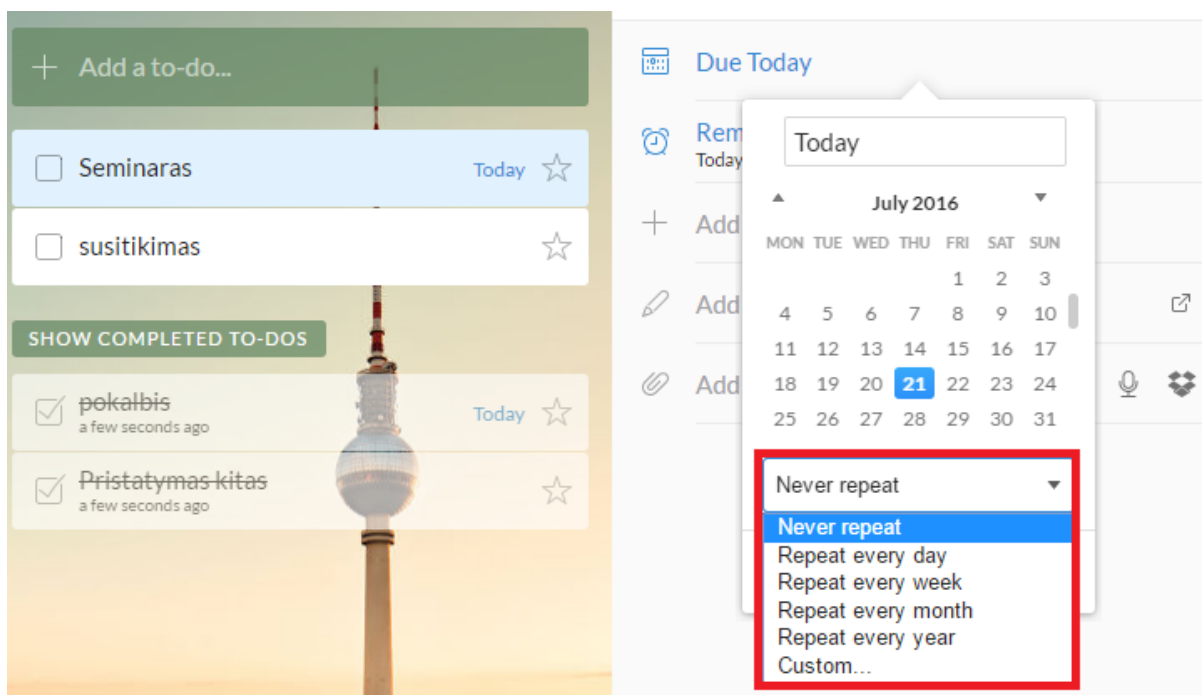 Add a to-do...
Seminaras Today
susitikimas
SHOW COMPLETED TO-DOS
pokalbis Today
a few seconds ago
Pristatymas kitas
a few seconds ago
Due Today
Rem
Today
Add
Add
Add
Today
July 2016
MON TUE WED THU FRI SAT SUN
1 2 3
4 5 6 7 8 9 10
11 12 13 14 15 16 17
18 19 20 21 22 23 24
25 26 27 28 29 30 31
Never repeat
Never repeat
Repeat every day
Repeat every week
Repeat every month
Repeat every year
Custom...